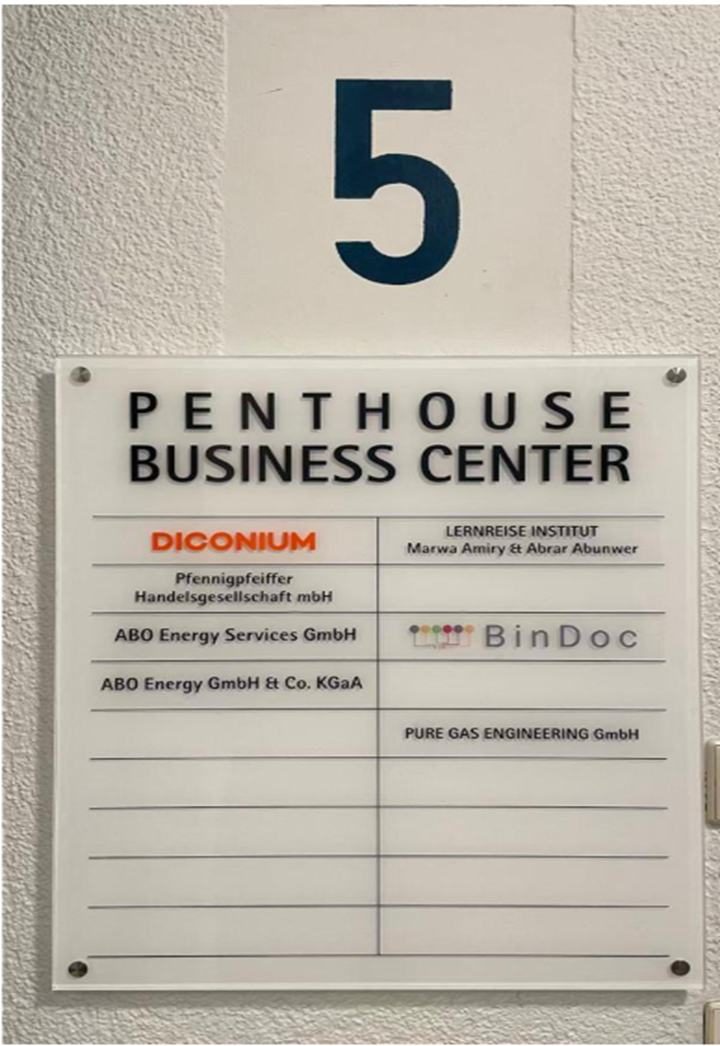 5
PENTHOUSE
BUSINESS CENTER
DICONIUM
LERNREISE INSTITUT
Marwa Amiry & Abrar Abunwer
Pfennigpfeiffer
Handelsgesellschaft mbH
ABO Energy Services GmbH
BinDoc
ABO Energy GmbH & Co. KGaA
PURE GAS ENGINEERING GmbH